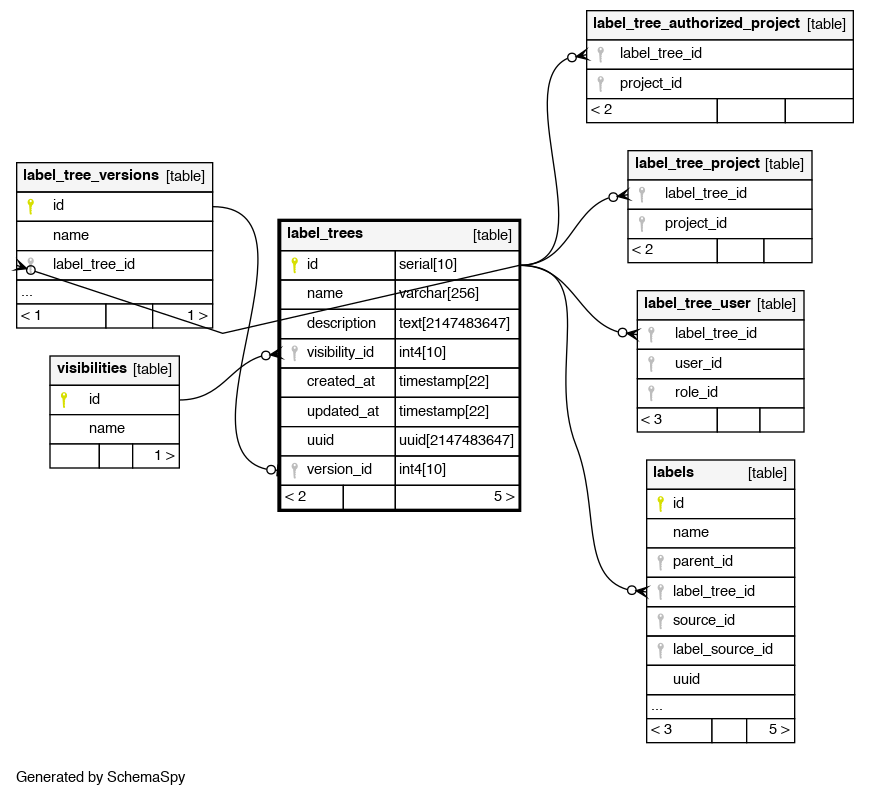 label_tree_authorized_project [table]
label_tree_id
project_id
< 2
label_tree_project [table]
label_tree_id
project_id
< 2
label_tree_versions [table]
id
name
label_tree_id
...
< 1 1 >
label_trees [table]
id serial[10]
name varchar[256]
description text[2147483647]
visibility_id int4[10]
created_at timestamp[22]
updated_at timestamp[22]
uuid uuid[2147483647]
version_id int4[10]
< 2 5 >
label_tree_user [table]
label_tree_id
user_id
role_id
< 3
visibilities [table]
id
name
1 >
labels [table]
id
name
parent_id
label_tree_id
source_id
label_source_id
uuid
...
< 3 5 >
Generated by SchemaSpy